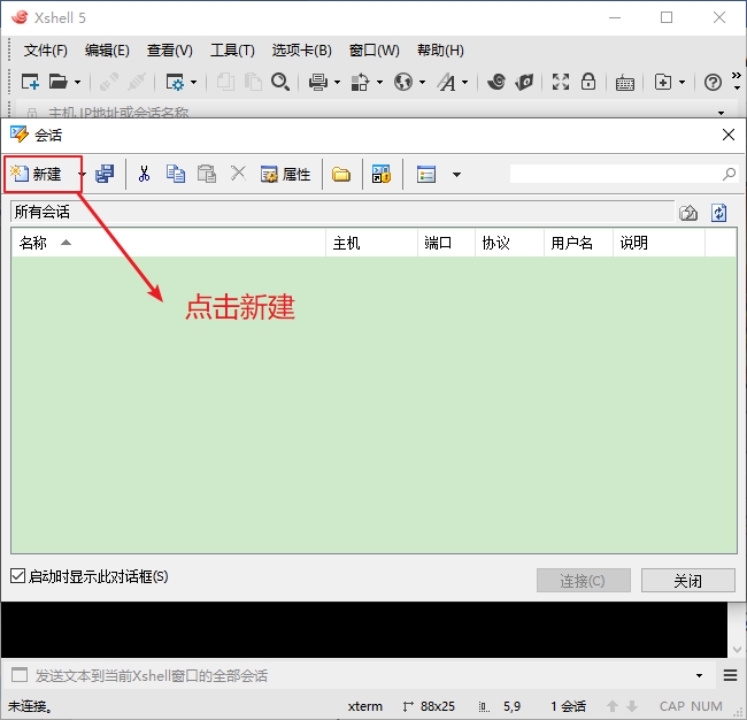 Xshell 5
文件(F) 编辑(E) 查看(V) 工具(T) 选项卡(B) 窗口(W) 帮助(H)
主机,IP地址或会话名称
会话
新建 属性
所有会话
名称 主机 端口 协议 用户名 说明
点击新建
启动时显示此对话框(S)
连接(C) 关闭
发送文本到当前Xshell窗口的全部会话
未连接。 xterm 88x25 5,9 1 会话 CAP NUM